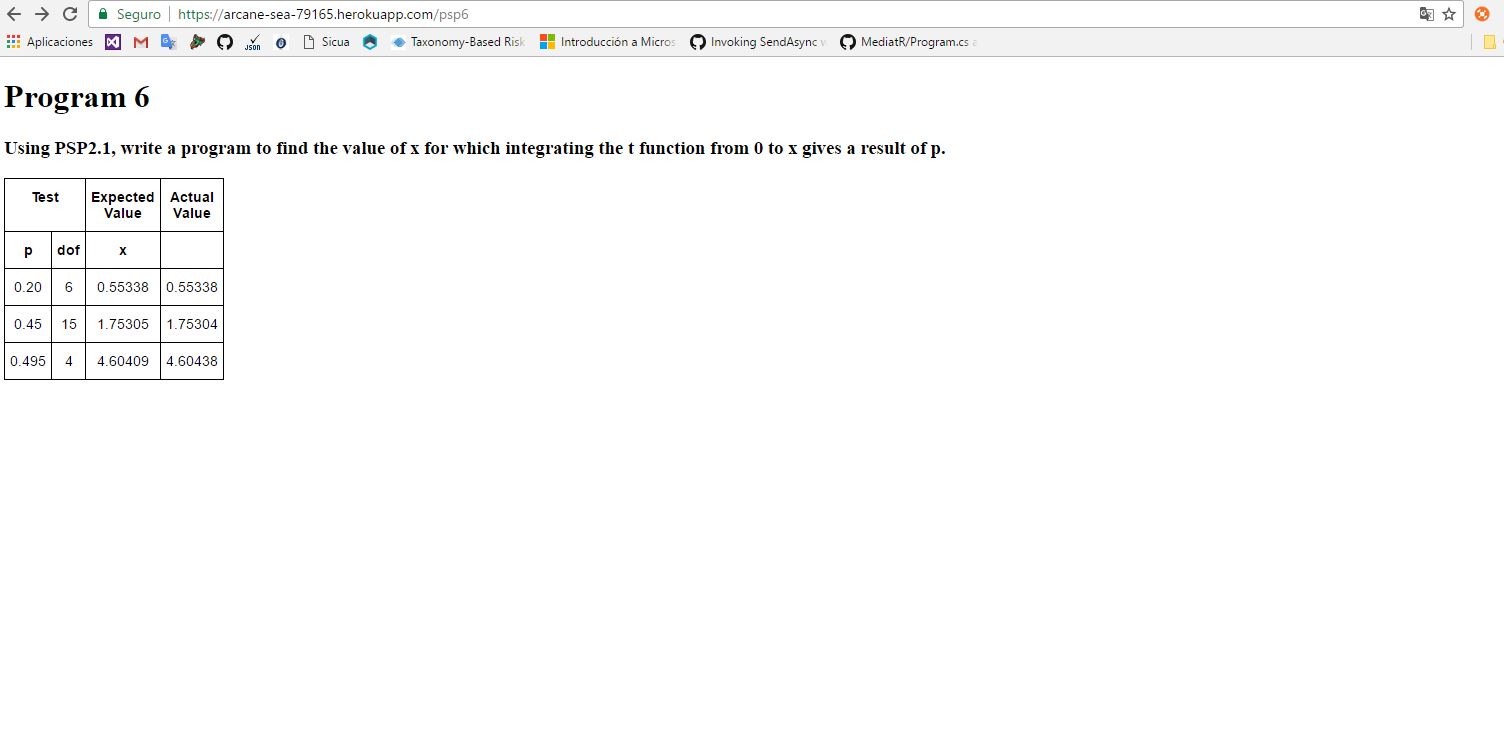 Seguro https://arcane-sea-79165.herokuapp.com/psp6
Aplicaciones JSON Sicua Taxonomy-Based Risk Introducción a Micros Invoking SendAsync MediatR/Program.cs
Program 6
Using PSP2.1, write a program to find the value of x for which integrating the t function from 0 to x gives a result of p.
Test Expected Value Actual Value
p dof x
0.20 6 0.55338 0.55338
0.45 15 1.75305 1.75304
0.495 4 4.60409 4.60438